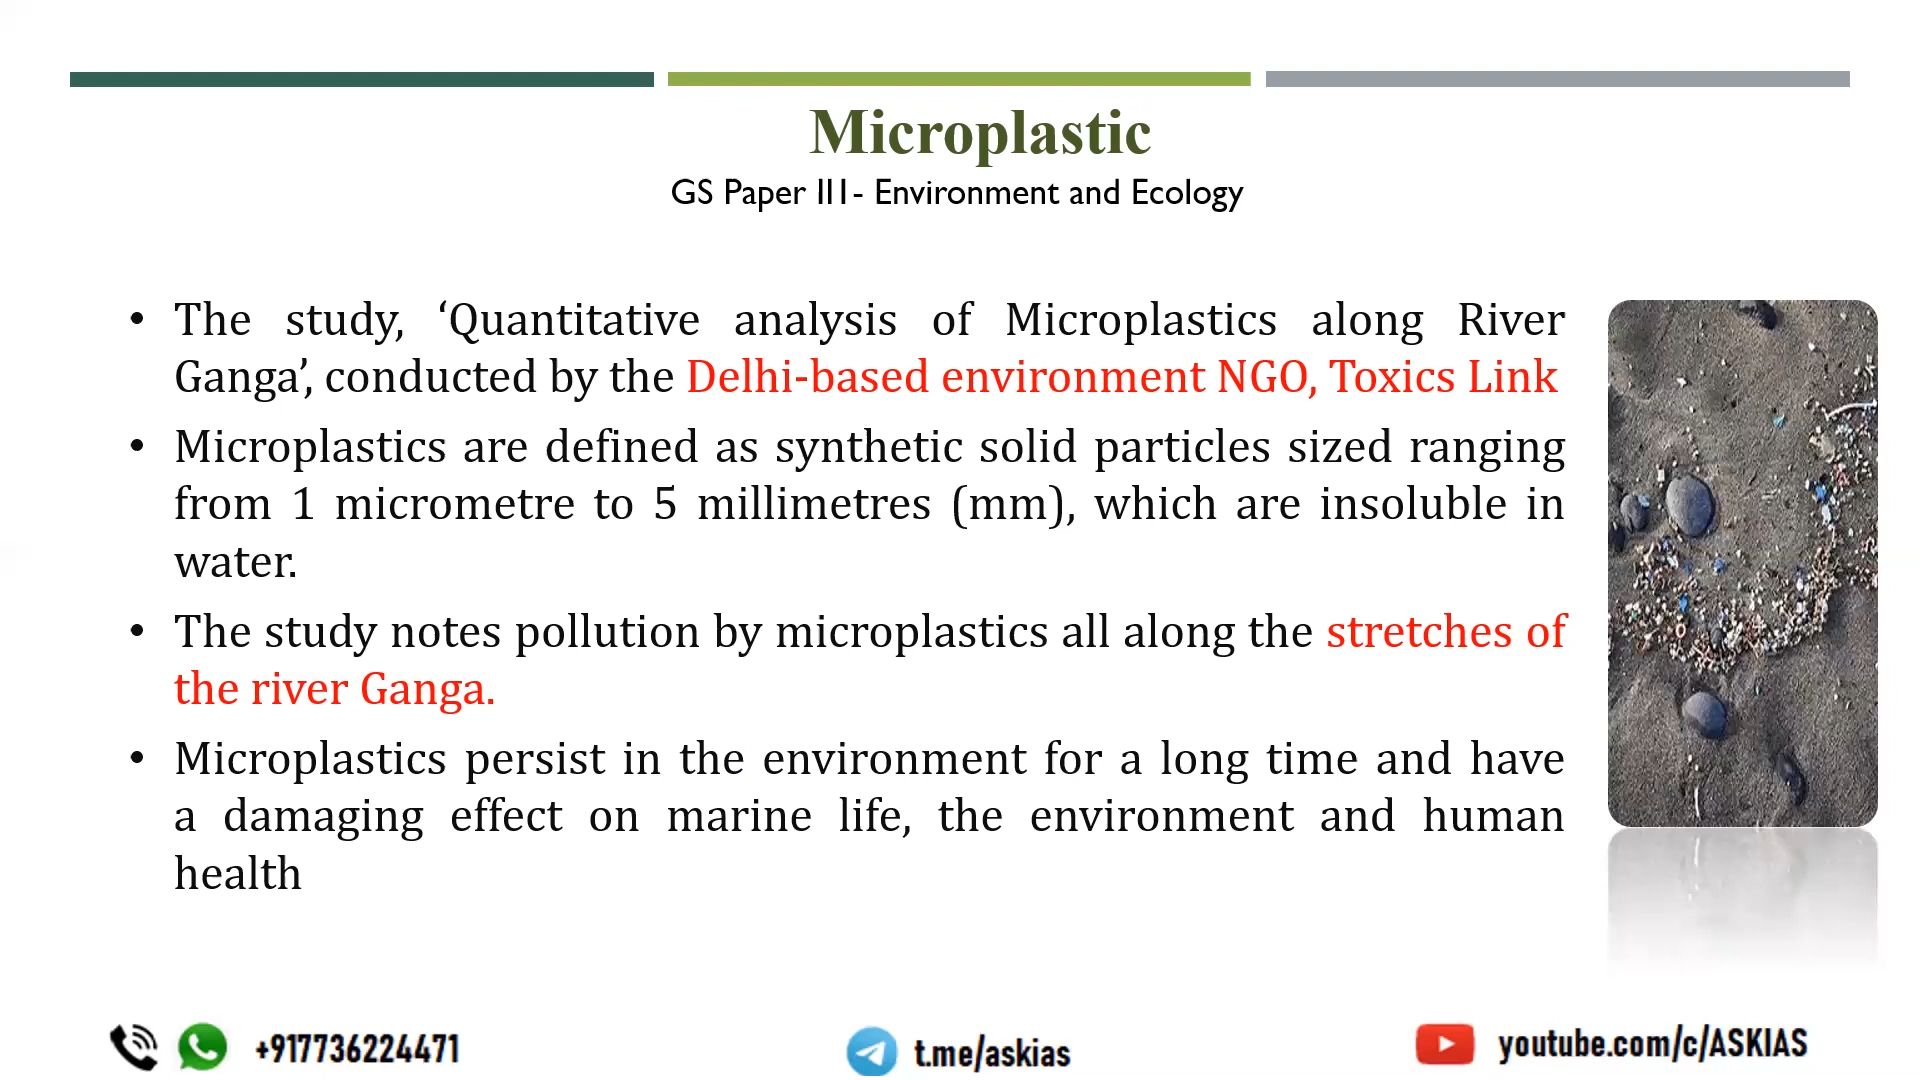 Microplastic
GS Paper III- Environment and Ecology
• The study, ‘Quantitative analysis of Microplastics along River
Ganga’, conducted by the Delhi-based environment NGO, Toxics Link
• Microplastics are defined as synthetic solid particles sized ranging
from 1 micrometre to 5 millimetres (mm), which are insoluble in
water.
• The study notes pollution by microplastics all along the stretches of
the river Ganga.
• Microplastics persist in the environment for a long time and have
a damaging effect on marine life, the environment and human
health
+917736224471
t.me/askias
youtube.com/c/ASKIAS